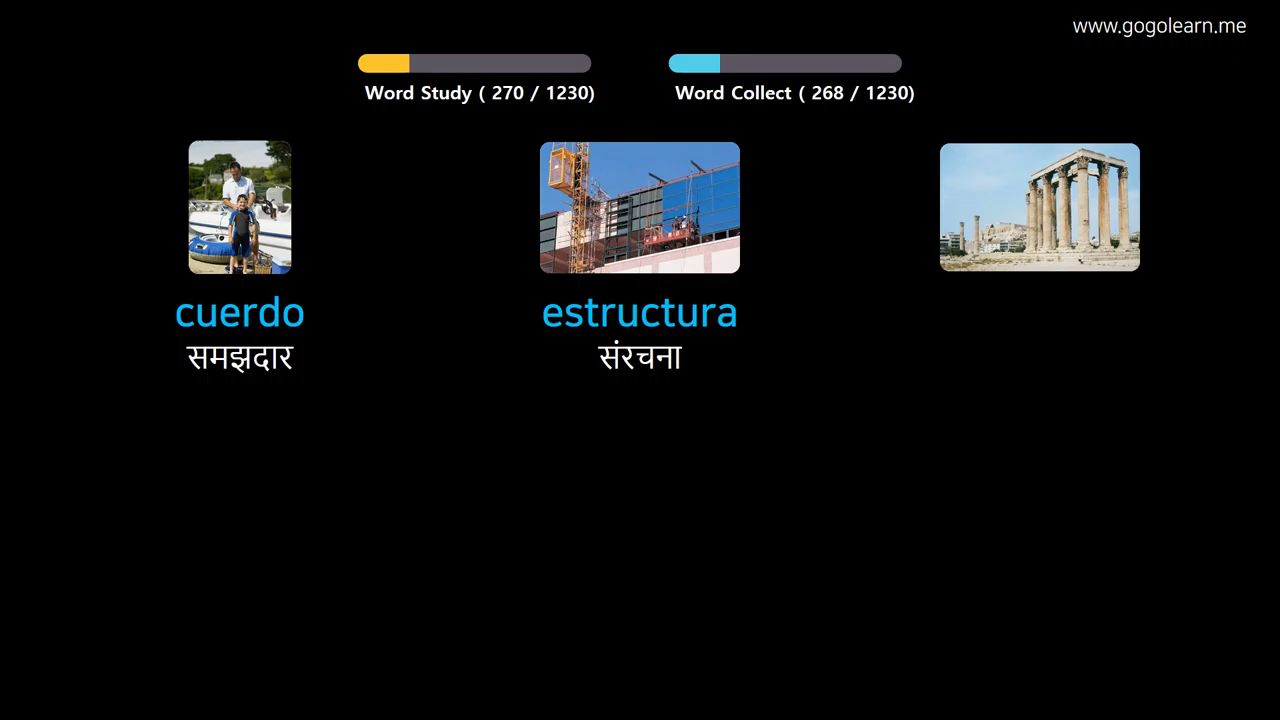 www.gogolearn.me
Word Study ( 270 / 1230)
Word Collect ( 268 / 1230)
cuerdo
समझदार
estructura
संरचना